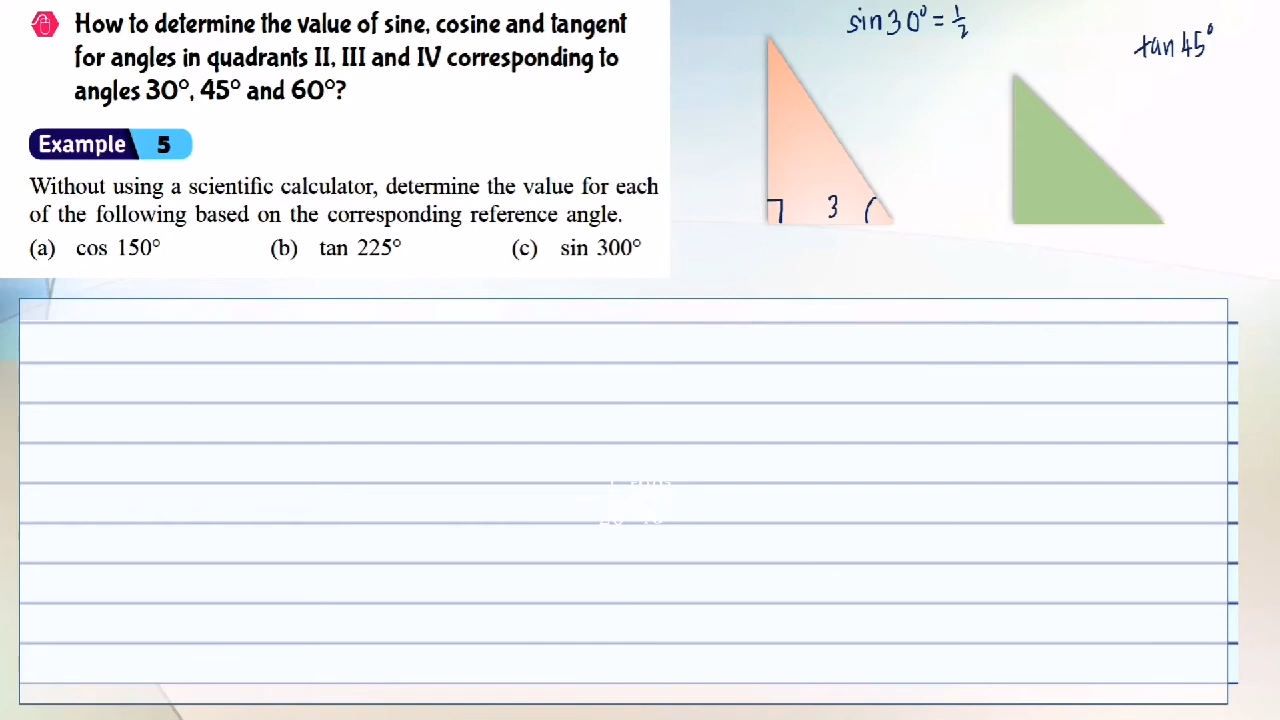 How to determine the value of sine, cosine and tangent
for angles in quadrants II, III and IV corresponding to
angles 30°, 45° and 60°?
Example 5
Without using a scientific calculator, determine the value for each
of the following based on the corresponding reference angle.
(a) cos 150° (b) tan 225° (c) sin 300°
sin 30° = 1/2
tan 45°
3